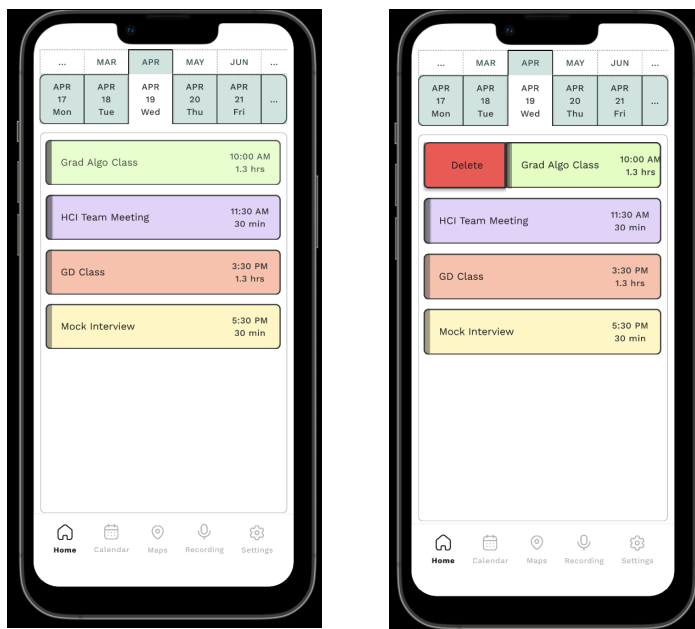 ... MAR APR MAY JUN ...
APR APR APR APR APR
17 18 19 20 21 ...
Mon Tue Wed Thu Fri
Grad Algo Class 10:00 AM
1.3 hrs
HCI Team Meeting 11:30 AM
30 min
GD Class 3:30 PM
1.3 hrs
Mock Interview 5:30 PM
30 min
Home Calendar Maps Recording Settings
... MAR APR MAY JUN ...
APR APR APR APR APR
17 18 19 20 21 ...
Mon Tue Wed Thu Fri
Delete Grad Algo Class 10:00 AM
1.3 hrs
HCI Team Meeting 11:30 AM
30 min
GD Class 3:30 PM
1.3 hrs
Mock Interview 5:30 PM
30 min
Home Calendar Maps Recording Settings